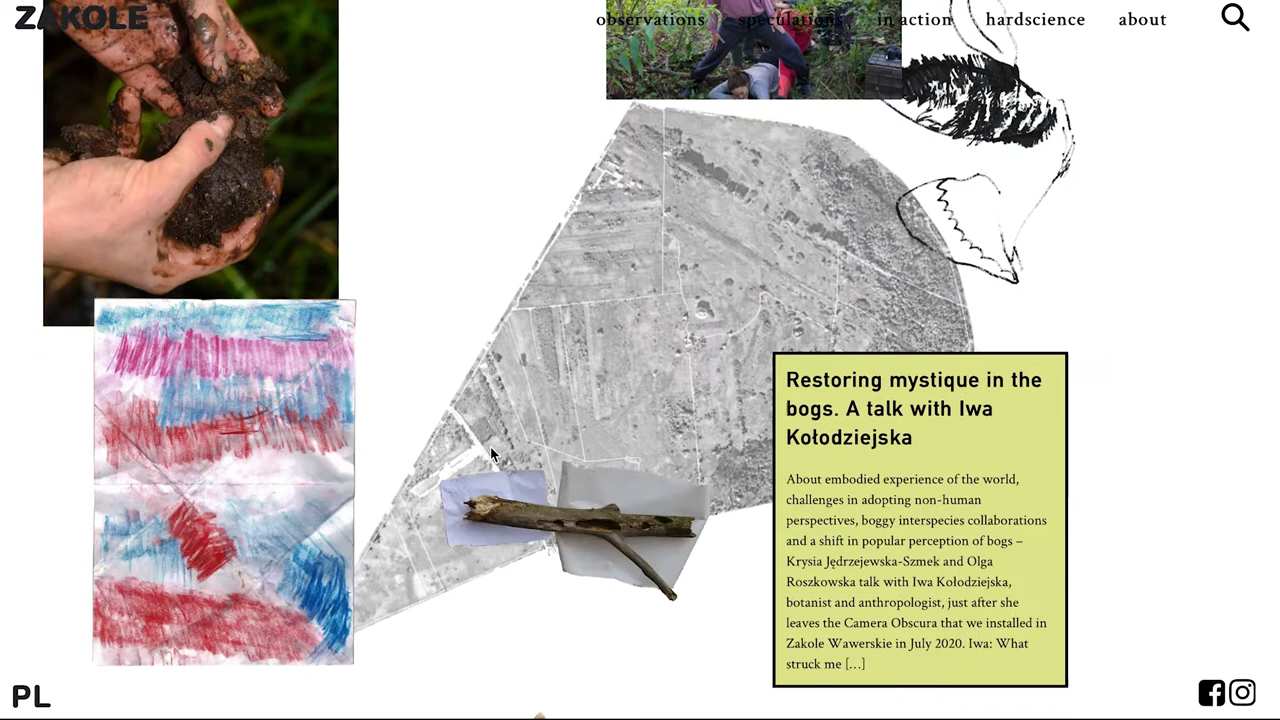 ZAKOLE
observations speculations in action hardscience about
Restoring mystique in the
bogs. A talk with Iwa
Kołodziejska
About embodied experience of the world,
challenges in adopting non-human
perspectives, boggy interspecies collaborations
and a shift in popular perception of bogs –
Krysia Jędrzejewska-Szmek and Olga
Roszkowska talk with Iwa Kołodziejska,
botanist and anthropologist, just after she
leaves the Camera Obscura that we installed in
Zakole Wawerskie in July 2020. Iwa: What
struck me […]
PL